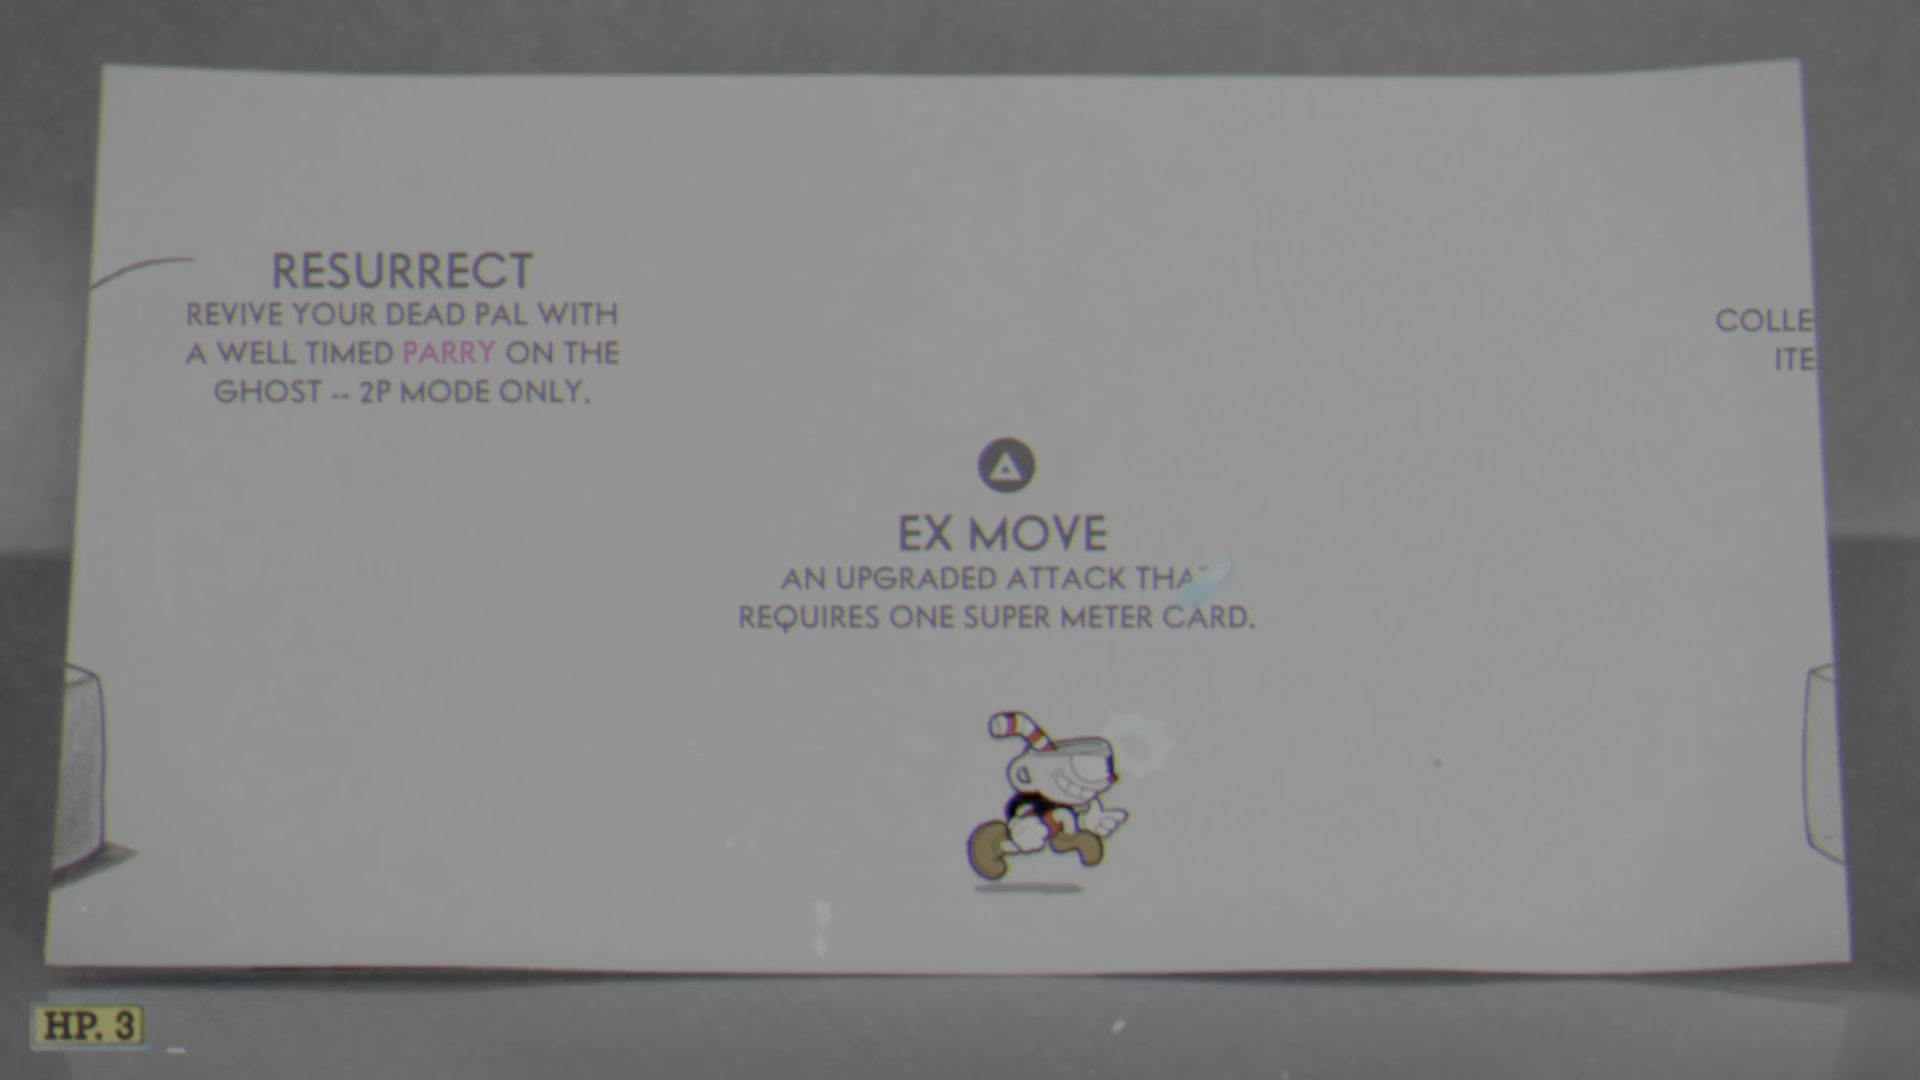 RESURRECT
REVIVE YOUR DEAD PAL WITH
A WELL TIMED PARRY ON THE
GHOST -- 2P MODE ONLY.
COLLE
ITE
EX MOVE
AN UPGRADED ATTACK THAT
REQUIRES ONE SUPER METER CARD.
HP. 3